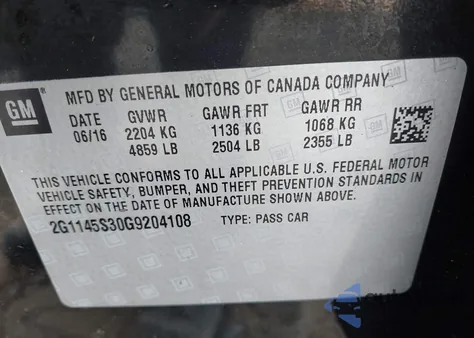 GM
MFD BY GENERAL MOTORS OF CANADA COMPANY
DATE GVWR GAWR FRT GAWR RR
06/16 2204 KG 1136 KG 1068 KG
4859 LB 2504 LB 2355 LB
THIS VEHICLE CONFORMS TO ALL APPLICABLE U.S. FEDERAL MOTOR
VEHICLE SAFETY, BUMPER, AND THEFT PREVENTION STANDARDS IN
EFFECT ON THE DATE OF MANUFACTURE SHOWN ABOVE.
2G1145S30G9204108 TYPE: PASS CAR